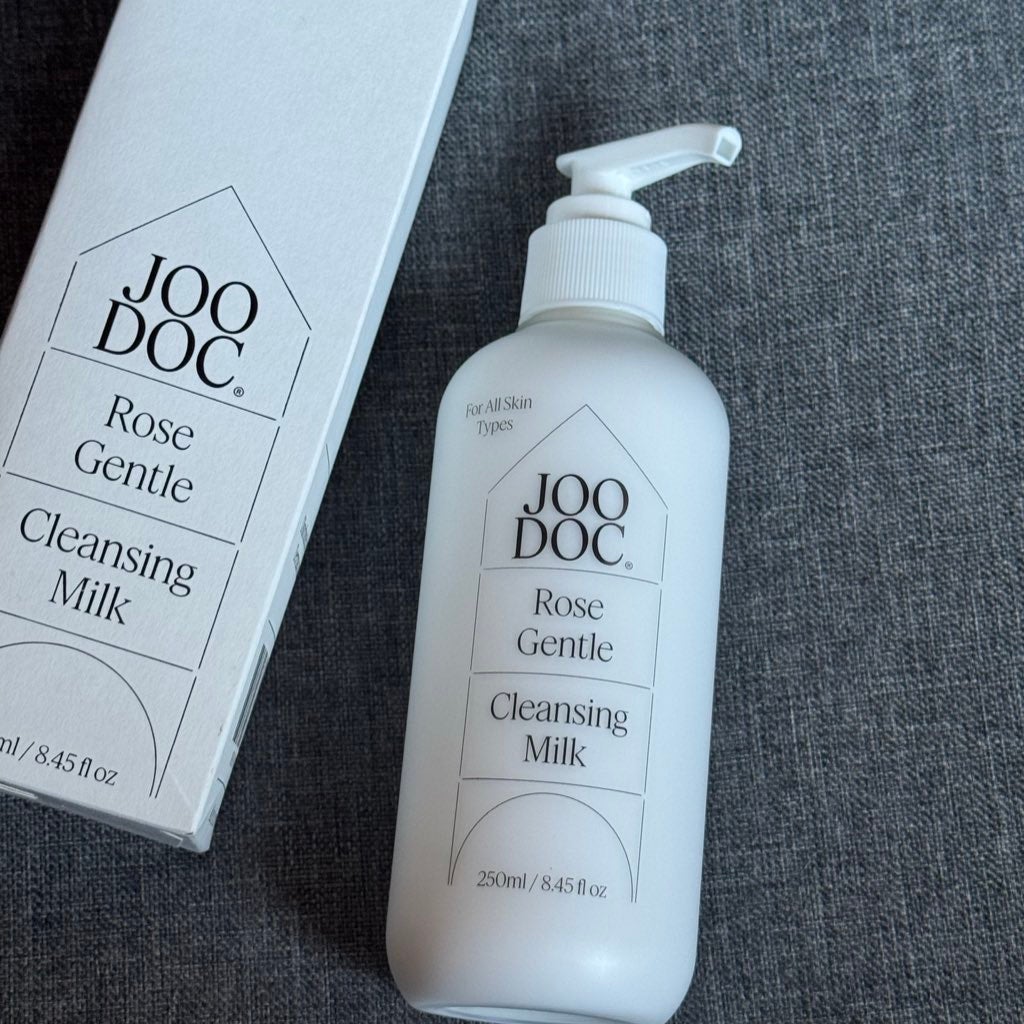 JOO
DOC®
Rose
Gentle
Cleansing
Milk
ml / 8.45 fl oz
For All Skin
Types
JOO
DOC®
Rose
Gentle
Cleansing
Milk
250ml / 8.45 fl oz